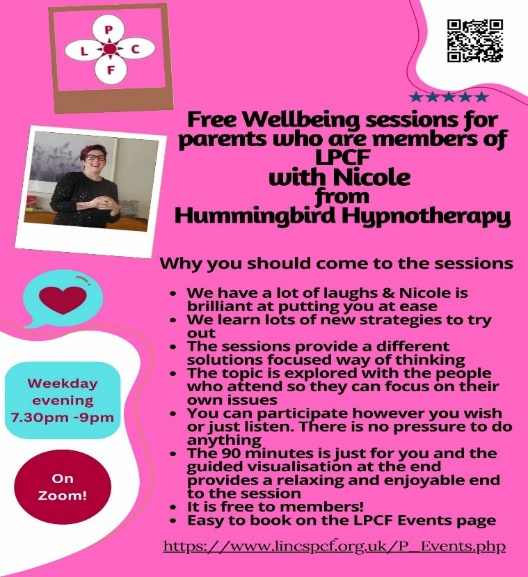 P
L C
F
Free Wellbeing sessions for
parents who are members of
LPCF
with Nicole
from
Hummingbird Hypnotherapy
Why you should come to the sessions
• We have a lot of laughs & Nicole is
brilliant at putting you at ease
• We learn lots of new strategies to try
out
• The sessions provide a different
solutions focused way of thinking
• The topic is explored with the people
who attend so they can focus on their
own issues
• You can participate however you wish
or just listen. There is no pressure to do
anything
• The 90 minutes is just for you and the
guided visualisation at the end
provides a relaxing and enjoyable end
to the session
• It is free to members!
• Easy to book on the LPCF Events page
Weekday
evening
7.30pm -9pm
On
Zoom!
https://www.lincspcf.org.uk/P_Events.php